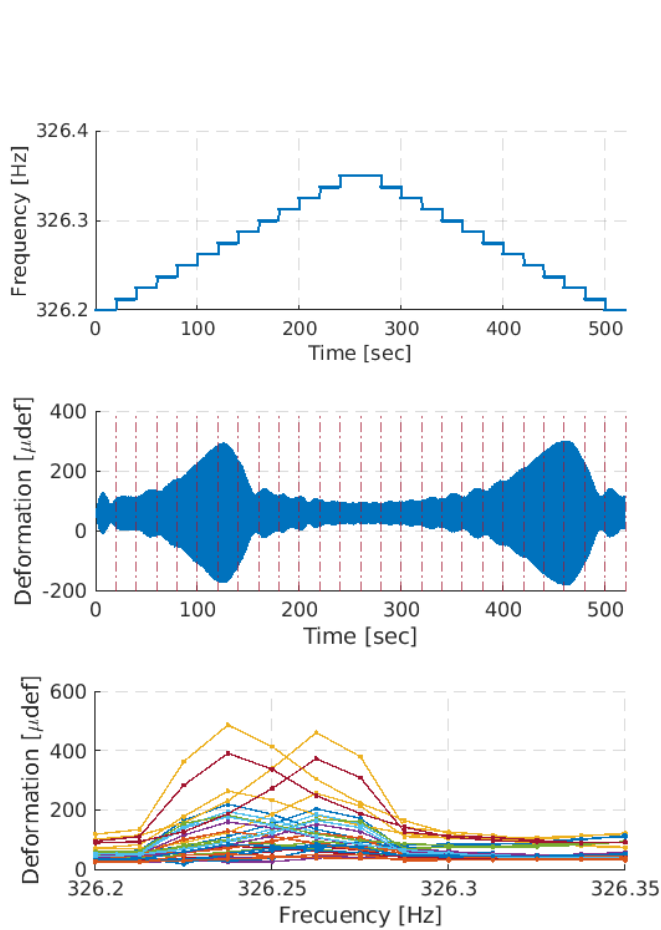 326.4
326.3
326.2
Frequency [Hz]
0 100 200 300 400 500
Time [sec]
400
200
0
-200
Deformation [μdef]
0 100 200 300 400 500
Time [sec]
600
400
200
0
Deformation [μdef]
326.2 326.25 326.3 326.35
Frecuency [Hz]